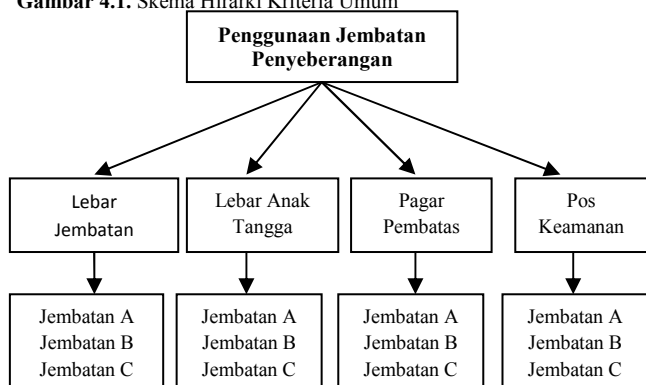 Gambar 4.1. Skema Hirarki Kriteria Umum
Penggunaan Jembatan
Penyeberangan
Lebar
Jembatan
Lebar Anak
Tangga
Pagar
Pembatas
Pos
Keamanan
Jembatan A
Jembatan B
Jembatan C
Jembatan A
Jembatan B
Jembatan C
Jembatan A
Jembatan B
Jembatan C
Jembatan A
Jembatan B
Jembatan C